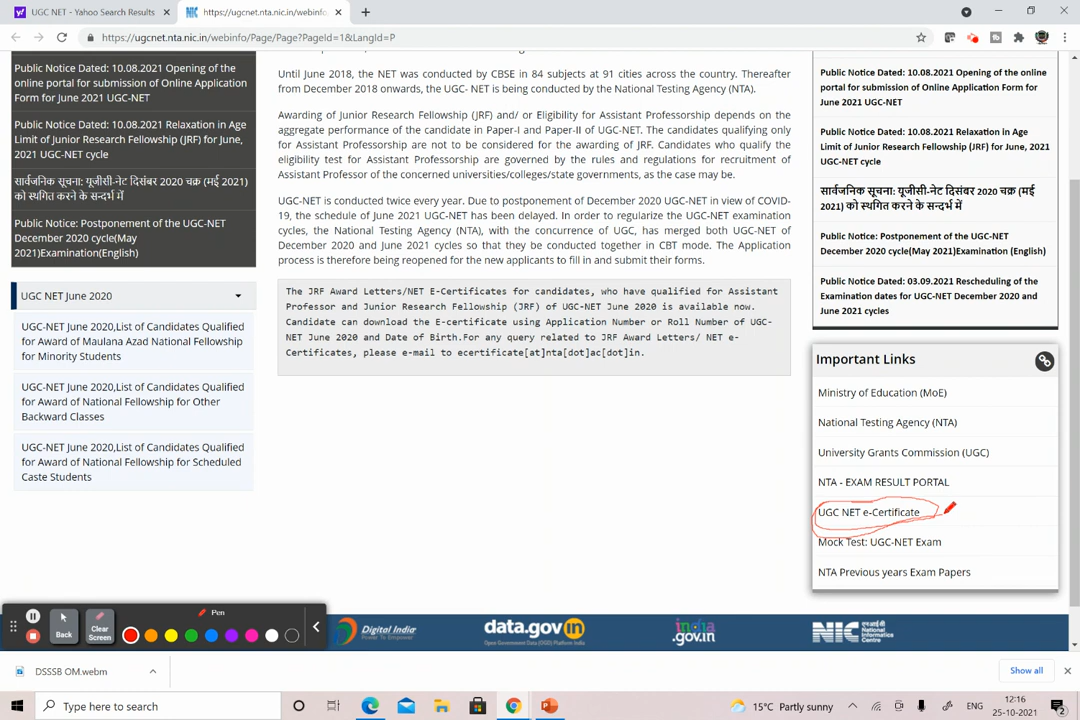 UGC NET - Yahoo Search Results
https://ugcnet.nta.nic.in/webinfo
https://ugcnet.nta.nic.in/webinfo/Page/Page?PageId=1&LangId=P
Public Notice Dated: 10.08.2021 Opening of the
online portal for submission of Online Application
Form for June 2021 UGC-NET
Public Notice Dated: 10.08.2021 Relaxation in Age
Limit of Junior Research Fellowship (JRF) for June,
2021 UGC-NET cycle
सार्वजनिक सूचना: यूजीसी-नेट दिसंबर 2020 चक्र (मई 2021)
को स्थगित करने के सन्दर्भ में
Public Notice: Postponement of the UGC-NET
December 2020 cycle(May
2021)Examination(English)
UGC NET June 2020
UGC-NET June 2020,List of Candidates Qualified
for Award of Maulana Azad National Fellowship
for Minority Students
UGC-NET June 2020,List of Candidates Qualified
for Award of National Fellowship for Other
Backward Classes
UGC-NET June 2020,List of Candidates Qualified
for Award of National Fellowship for Scheduled
Caste Students
Until June 2018, the NET was conducted by CBSE in 84 subjects at 91 cities across the country. Thereafter
from December 2018 onwards, the UGC- NET is being conducted by the National Testing Agency (NTA).
Awarding of Junior Research Fellowship (JRF) and/ or Eligibility for Assistant Professorship depends on the
aggregate performance of the candidate in Paper-I and Paper-II of UGC-NET. The candidates qualifying only
for Assistant Professorship are not to be considered for the awarding of JRF. Candidates who qualify the
eligibility test for Assistant Professorship are governed by the rules and regulations for recruitment of
Assistant Professor of the concerned universities/colleges/state governments, as the case may be.
UGC-NET is conducted twice every year. Due to postponement of December 2020 UGC-NET in view of COVID-
19, the schedule of June 2021 UGC-NET has been delayed. In order to regularize the UGC-NET examination
cycles, the National Testing Agency (NTA), with the concurrence of UGC, has merged both UGC-NET of
December 2020 and June 2021 cycles so that they be conducted together in CBT mode. The Application
process is therefore being reopened for the new applicants to fill in and submit their forms.
The JRF Award Letters/NET E-Certificates for candidates, who have qualified for Assistant
Professor and Junior Research Fellowship (JRF) of UGC-NET June 2020 is available now.
Candidate can download the E-certificate using Application Number or Roll Number of UGC-
NET June 2020 and Date of Birth.For any query related to JRF Award Letters/ NET e-
Certificates, please e-mail to ecertificate[at]nta[dot]ac[dot]in.
Public Notice Dated: 10.08.2021 Opening of the
online portal for submission of Online Application
Form for June 2021 UGC-NET
Public Notice Dated: 10.08.2021 Relaxation in Age
Limit of Junior Research Fellowship (JRF) for June, 2021
UGC-NET cycle
सार्वजनिक सूचना: यूजीसी-नेट दिसंबर 2020 चक्र (मई
2021) को स्थगित करने के सन्दर्भ में
Public Notice: Postponement of the UGC-NET
December 2020 cycle(May2021)Examination (English)
Public Notice Dated: 03.09.2021 Rescheduling of the
Examination dates for UGC-NET December 2020 and
June 2021 cycles
Important Links
Ministry of Education (MoE)
National Testing Agency (NTA)
University Grants Commission (UGC)
NTA - EXAM RESULT PORTAL
UGC NET e-Certificate
Mock Test: UGC-NET Exam
NTA Previous years Exam Papers
Pen
Back
Clear
Screen
Digital India
Power To Empower
data.gov in
Open Government Data (OGD) Platform India
india
.gov.in
NIC
एन आई सी
National
Informatics
Centre
DSSSB OM.webm
Show all
Type here to search
15°C Partly sunny
ENG
12:16
25-10-2021
2